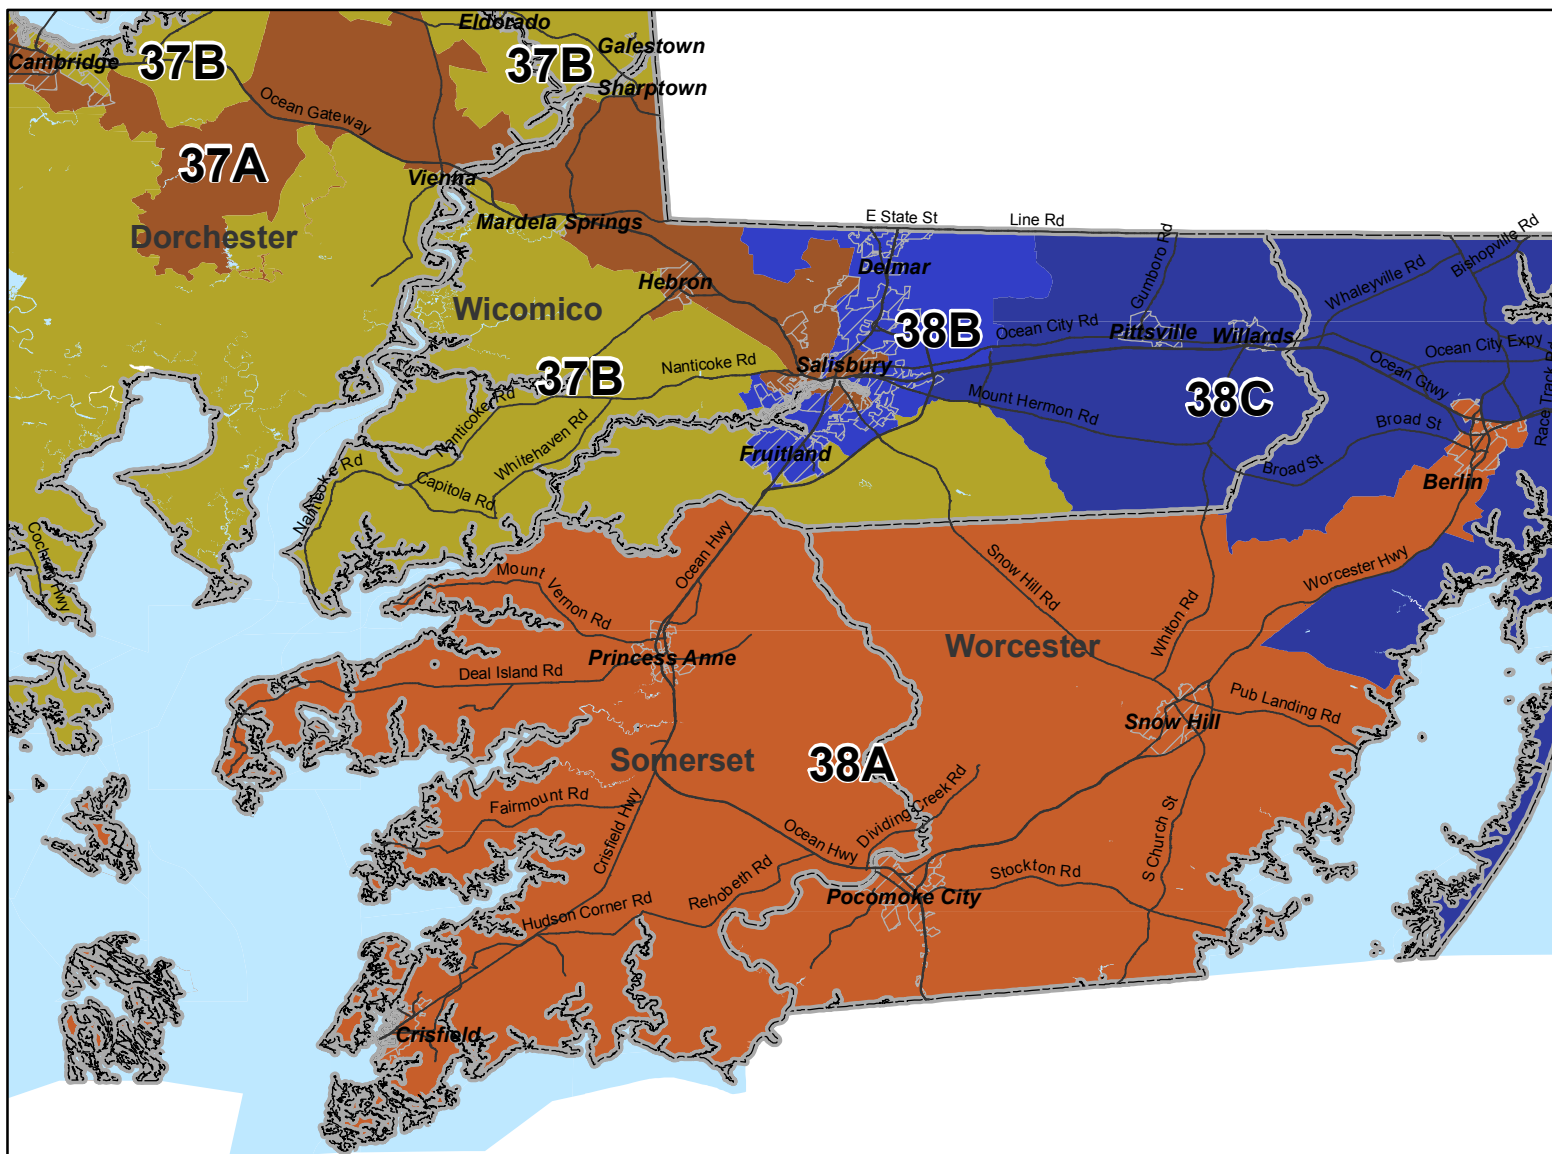 Eldorado
37B
37B
Galestown
Cambridge
Sharptown
Ocean Gateway
37A
Vienna
Mardela Springs
E State St
Line Rd
Dorchester
Bishopville Rd
Delmar
Gumboro Rd
Whaleyville Rd
Hebron
Wicomico
38B
Ocean City Rd
Pittsville
Willards
Ocean City Expy
Nanticoke Rd
Salisbury
37B
Ocean Gtwy
Race Track Rd
Mount Hermon Rd
38C
Broad St
Nanticoke Rd
Whitehaven Rd
Fruitland
Broad St
Berlin
Nanticoke Rd
Capitola Rd
Ocean Hwy
Snow Hill Rd
Mount Vernon Rd
Worcester Hwy
Whiton Rd
Worcester
Princess Anne
Deal Island Rd
Pub Landing Rd
Snow Hill
Somerset
38A
Fairmount Rd
Crisfield Hwy
Ocean Hwy
Dividing Creek Rd
S Church St
Rehobeth Rd
Stockton Rd
Pocomoke City
Hudson Corner Rd
Crisfield